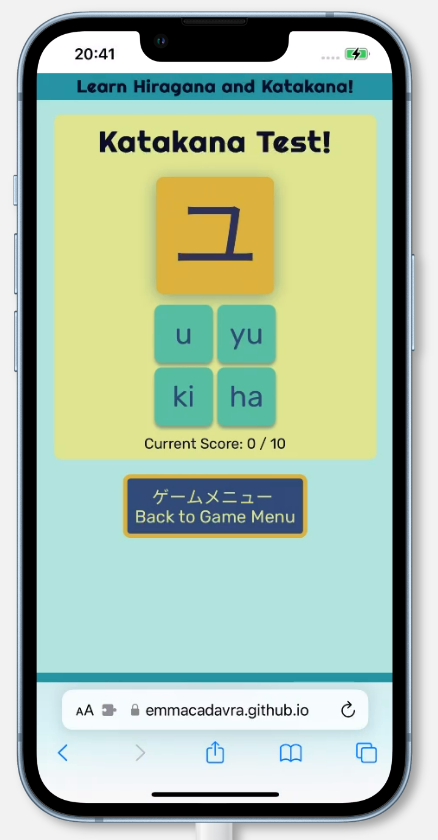 20:41
Learn Hiragana and Katakana!
Katakana Test!
ユ
u yu
ki ha
Current Score: 0 / 10
ゲームメニュー
Back to Game Menu
AA emmacadavra.github.io